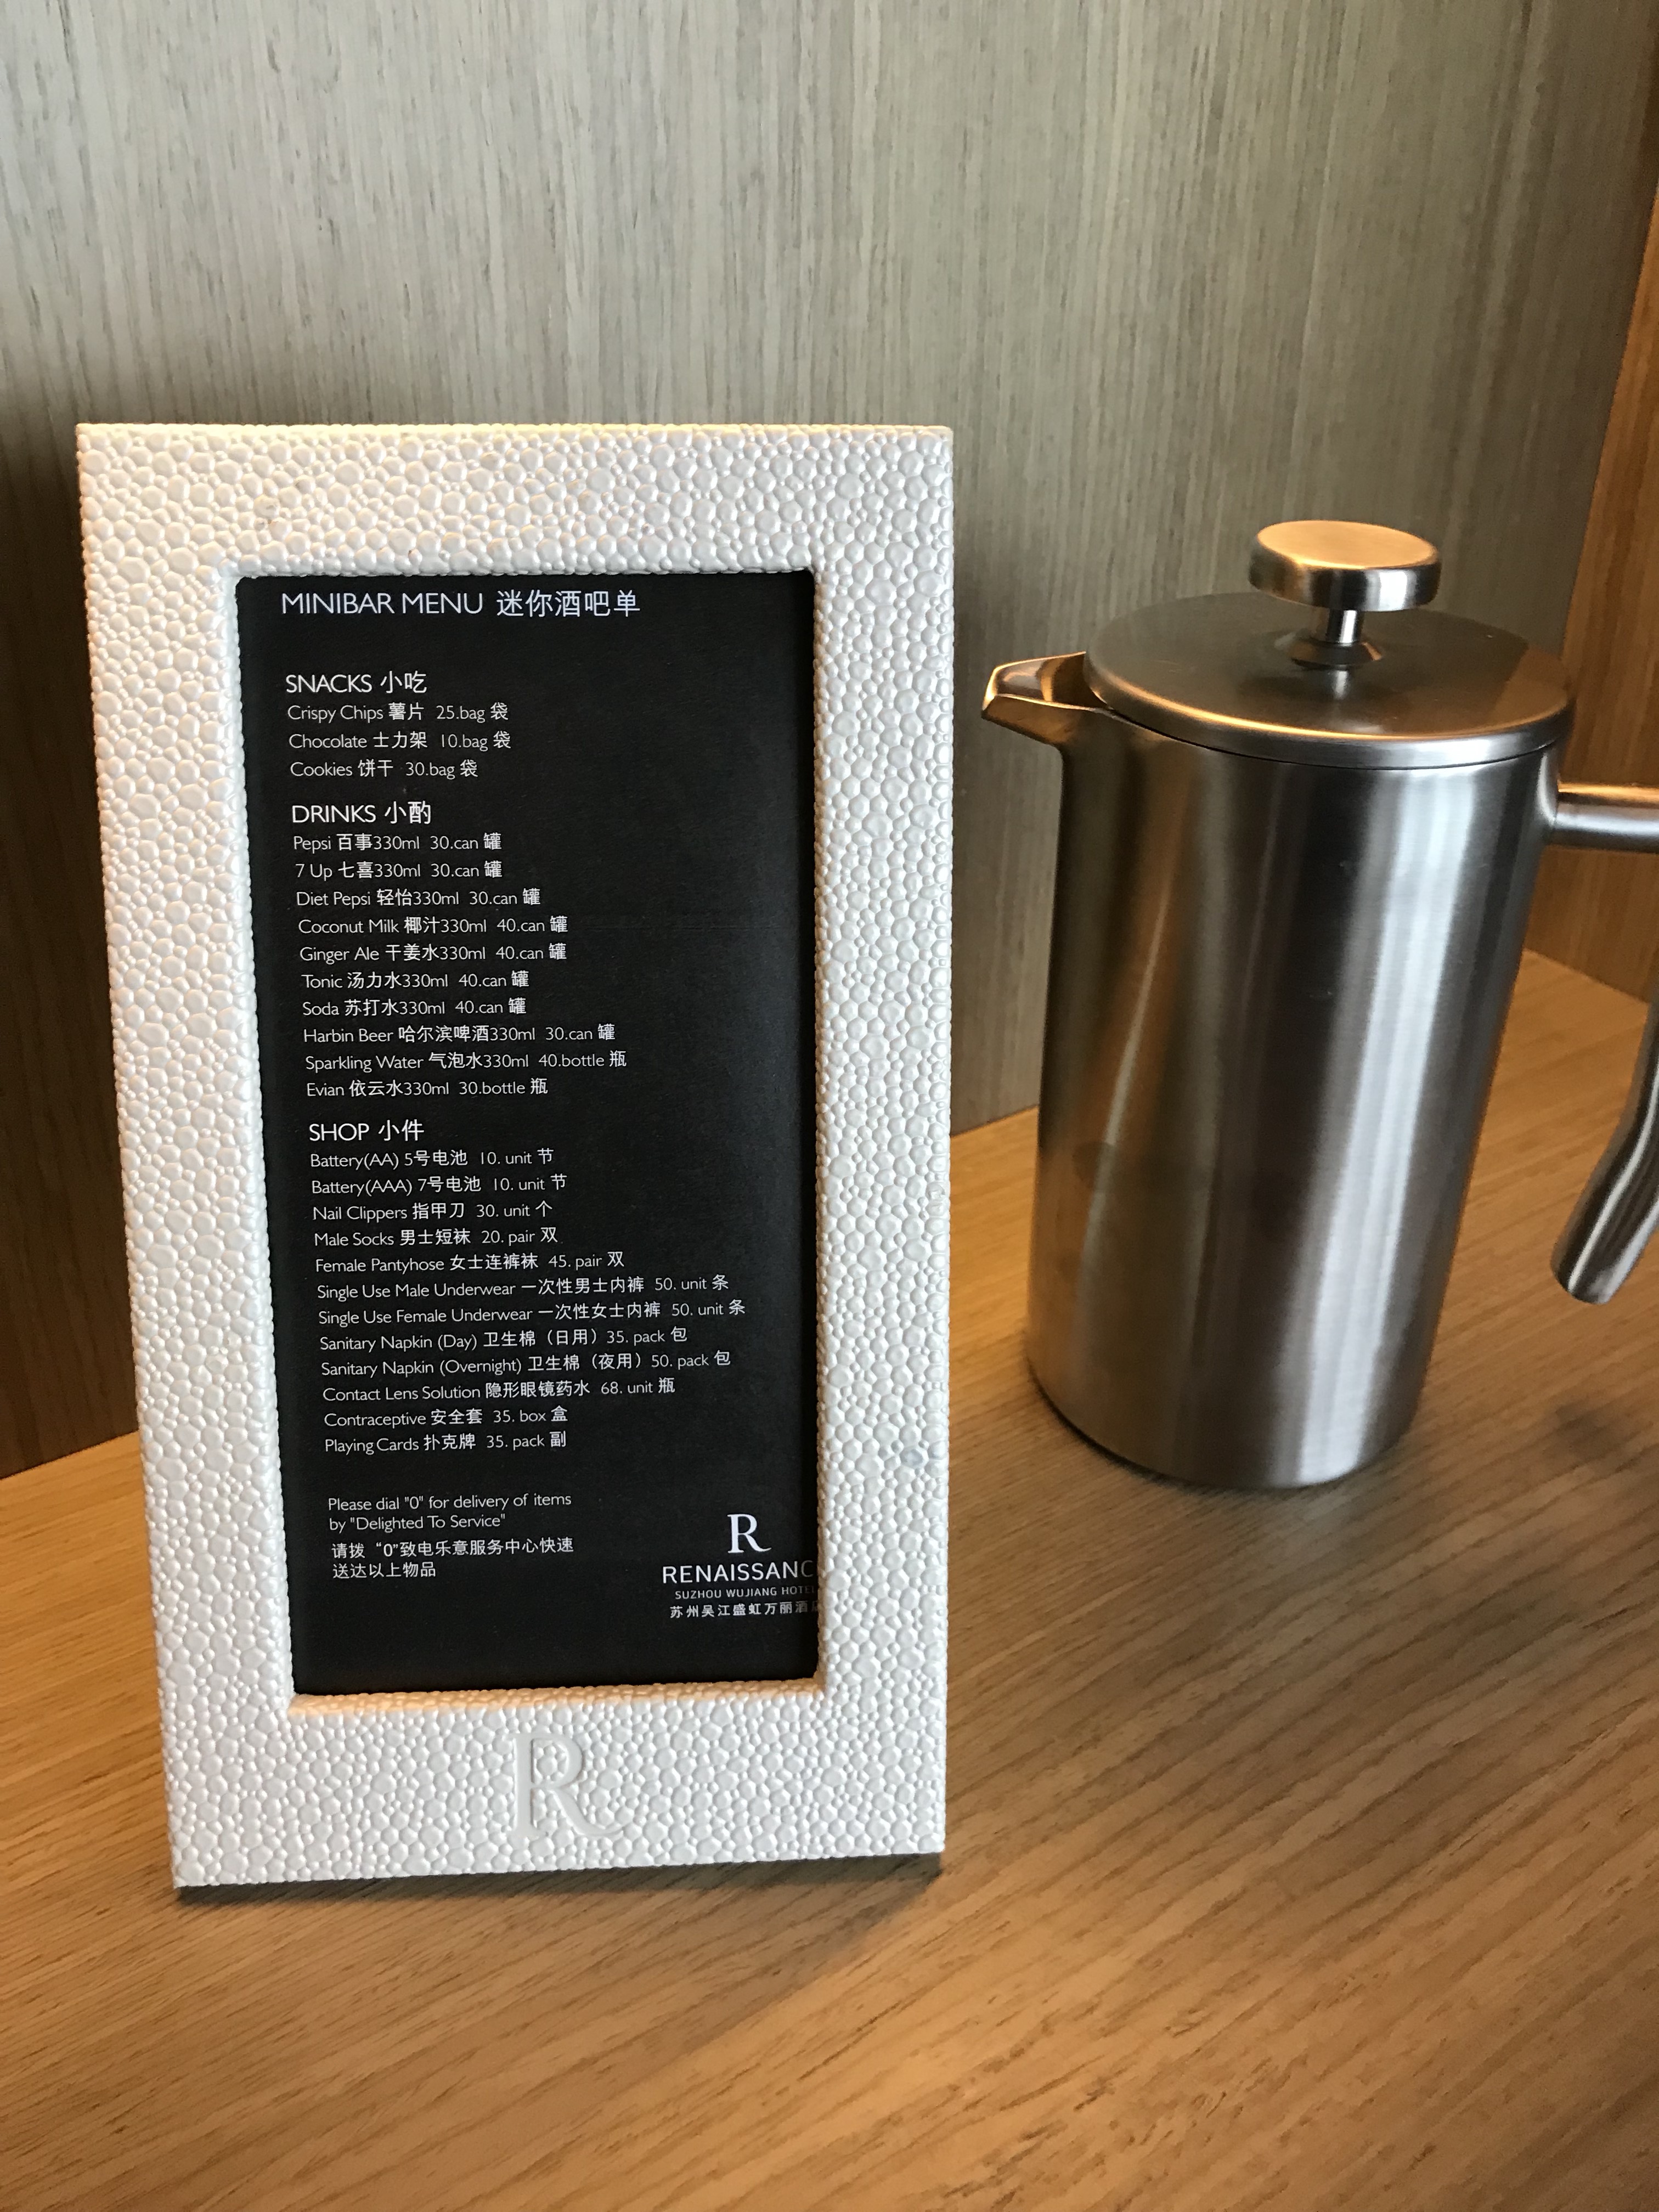 MINIBAR MENU 迷你酒吧单
SNACKS 小吃
Crispy Chips 薯片 25.bag 袋
Chocolate 士力架 10.bag 袋
Cookies 饼干 30.bag 袋
DRINKS 小酌
Pepsi 百事330ml 30.can 罐
7 Up 七喜330ml 30.can 罐
Diet Pepsi 轻怡330ml 30.can 罐
Coconut Milk 椰汁330ml 40.can 罐
Ginger Ale 干姜水330ml 40.can 罐
Tonic 汤力水330ml 40.can 罐
Soda 苏打水330ml 40.can 罐
Harbin Beer 哈尔滨啤酒330ml 30.can 罐
Sparkling Water 气泡水330ml 40.bottle 瓶
Evian 依云水330ml 30.bottle 瓶
SHOP 小件
Battery(AA) 5号电池 10. unit 节
Battery(AAA) 7号电池 10. unit 节
Nail Clippers 指甲刀 30. unit 个
Male Socks 男士短袜 20. pair 双
Female Pantyhose 女士连裤袜 45. pair 双
Single Use Male Underwear 一次性男士内裤 50. unit 条
Single Use Female Underwear 一次性女士内裤 50. unit 条
Sanitary Napkin (Day) 卫生棉（日用）35. pack 包
Sanitary Napkin (Overnight) 卫生棉（夜用）50. pack 包
Contact Lens Solution 隐形眼镜药水 68. unit 瓶
Contraceptive 安全套 35. box 盒
Playing Cards 扑克牌 35. pack 副
Please dial "0" for delivery of items
by "Delighted To Service"
请拨“0”致电乐意服务中心快速
送达以上物品
R
RENAISSANC
SUZHOU WUJIANG HOTE
苏州吴江盛虹万丽酒店
R